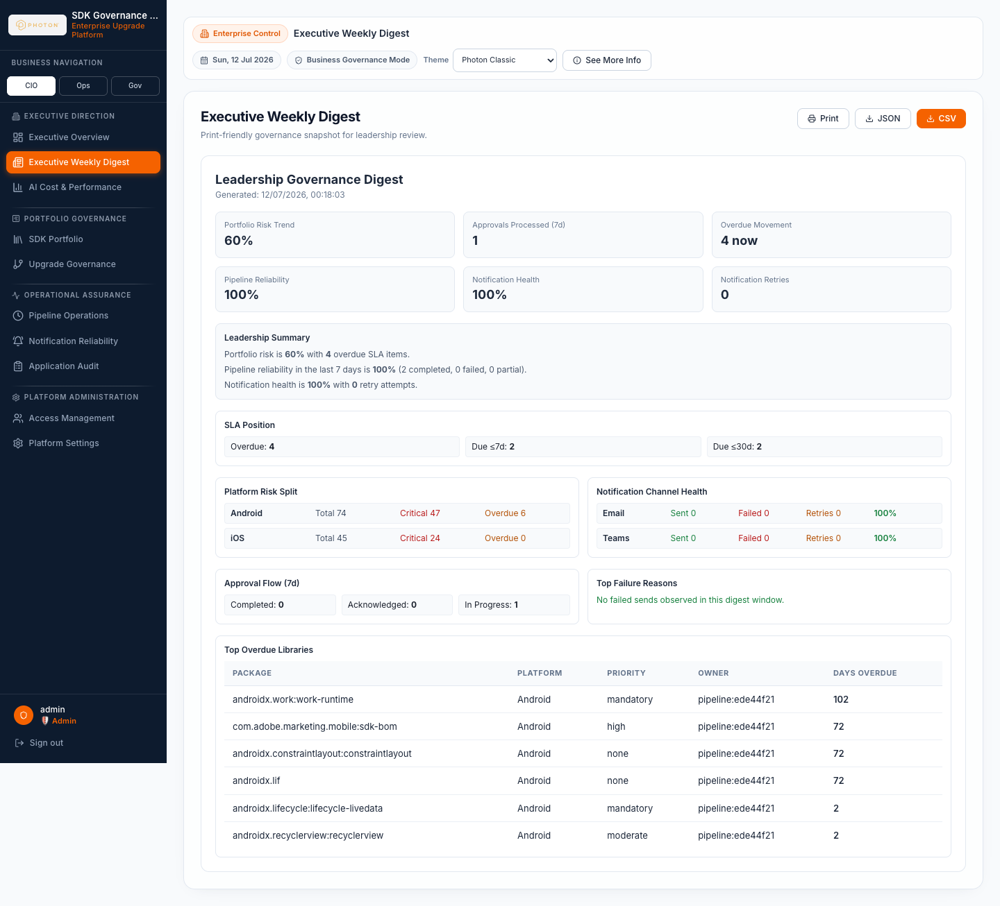 PHOTON
SDK Governance ...
Enterprise Upgrade
Platform
BUSINESS NAVIGATION
CIO
Ops
Gov
EXECUTIVE DIRECTION
Executive Overview
Executive Weekly Digest
AI Cost & Performance
PORTFOLIO GOVERNANCE
SDK Portfolio
Upgrade Governance
OPERATIONAL ASSURANCE
Pipeline Operations
Notification Reliability
Application Audit
PLATFORM ADMINISTRATION
Access Management
Platform Settings
admin
Admin
Sign out
Enterprise Control
Executive Weekly Digest
Sun, 12 Jul 2026
Business Governance Mode
Theme
Photon Classic
See More Info
Executive Weekly Digest
Print-friendly governance snapshot for leadership review.
Print
JSON
CSV
Leadership Governance Digest
Generated: 12/07/2026, 00:18:03
Portfolio Risk Trend
60%
Approvals Processed (7d)
1
Overdue Movement
4 now
Pipeline Reliability
100%
Notification Health
100%
Notification Retries
0
Leadership Summary
Portfolio risk is 60% with 4 overdue SLA items.
Pipeline reliability in the last 7 days is 100% (2 completed, 0 failed, 0 partial).
Notification health is 100% with 0 retry attempts.
SLA Position
Overdue: 4
Due ≤7d: 2
Due ≤30d: 2
Platform Risk Split
Android Total 74 Critical 47 Overdue 6
iOS Total 45 Critical 24 Overdue 0
Notification Channel Health
Email Sent 0 Failed 0 Retries 0 100%
Teams Sent 0 Failed 0 Retries 0 100%
Approval Flow (7d)
Completed: 0
Acknowledged: 0
In Progress: 1
Top Failure Reasons
No failed sends observed in this digest window.
Top Overdue Libraries
PACKAGE PLATFORM PRIORITY OWNER DAYS OVERDUE
androidx.work:work-runtime Android mandatory pipeline:ede44f21 102
com.adobe.marketing.mobile:sdk-bom Android high pipeline:ede44f21 72
androidx.constraintlayout:constraintlayout Android none pipeline:ede44f21 72
androidx.lif Android none pipeline:ede44f21 72
androidx.lifecycle:lifecycle-livedata Android mandatory pipeline:ede44f21 2
androidx.recyclerview:recyclerview Android moderate pipeline:ede44f21 2